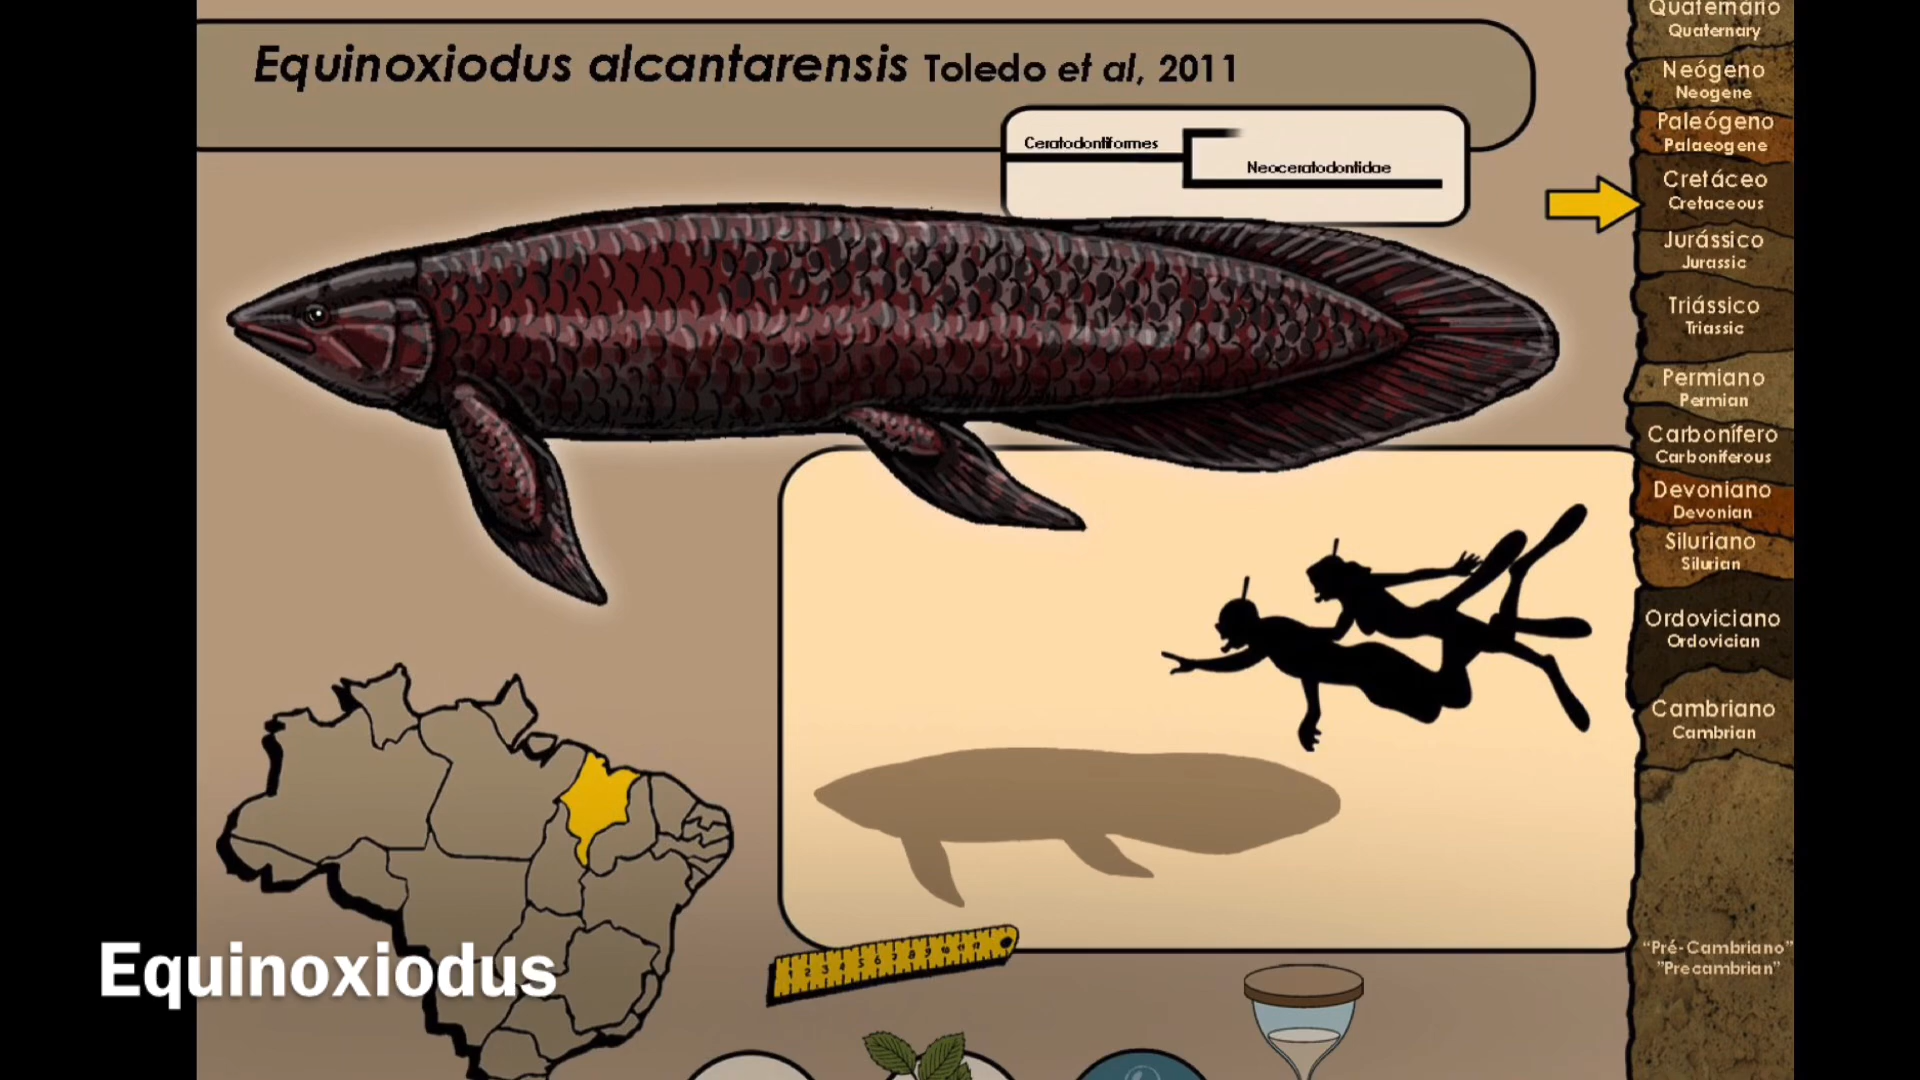 Equinoxiodus alcantarensis Toledo et al, 2011
Ceratodontiformes
Neoceratodontidae
Quaternário
Quaternary
Neógeno
Neogene
Paleógeno
Palaeogene
Cretáceo
Cretaceous
Jurássico
Jurassic
Triássico
Triassic
Permiano
Permian
Carbonífero
Carboniferous
Devoniano
Devonian
Siluriano
Silurian
Ordoviciano
Ordovician
Cambriano
Cambrian
“Pré-Cambriano”
”Precambrian”
Equinoxiodus